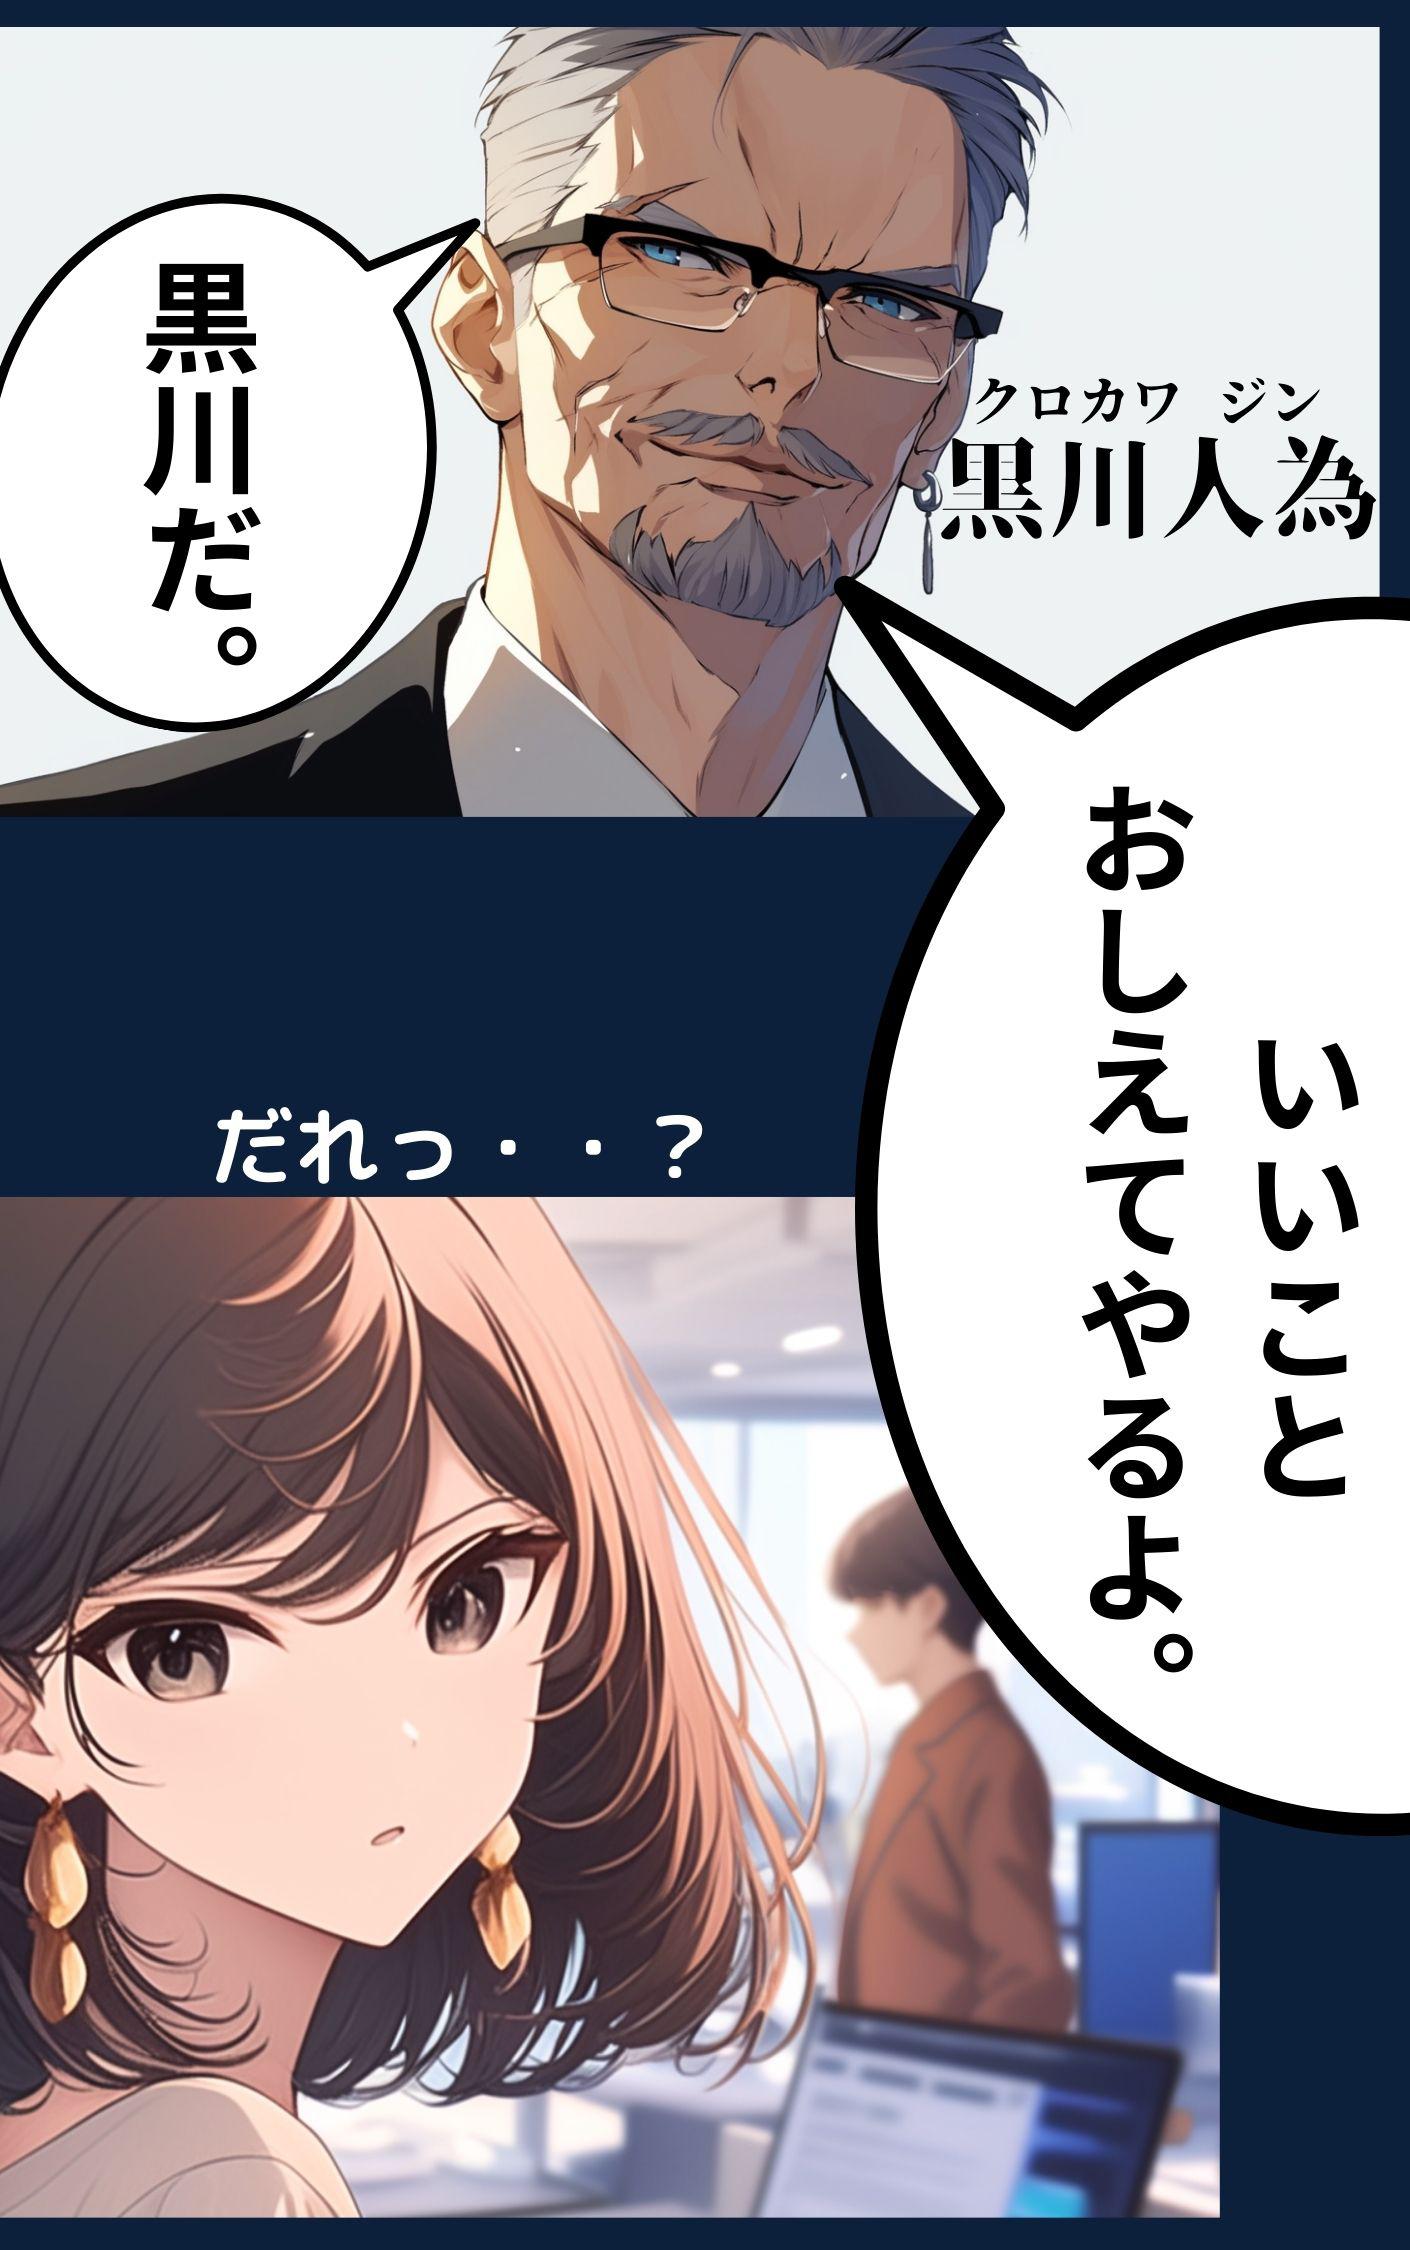 黒川だ。
クロカワ ジン
黒川人為
いいこと
おしえてやるよ。
だれっ・・？